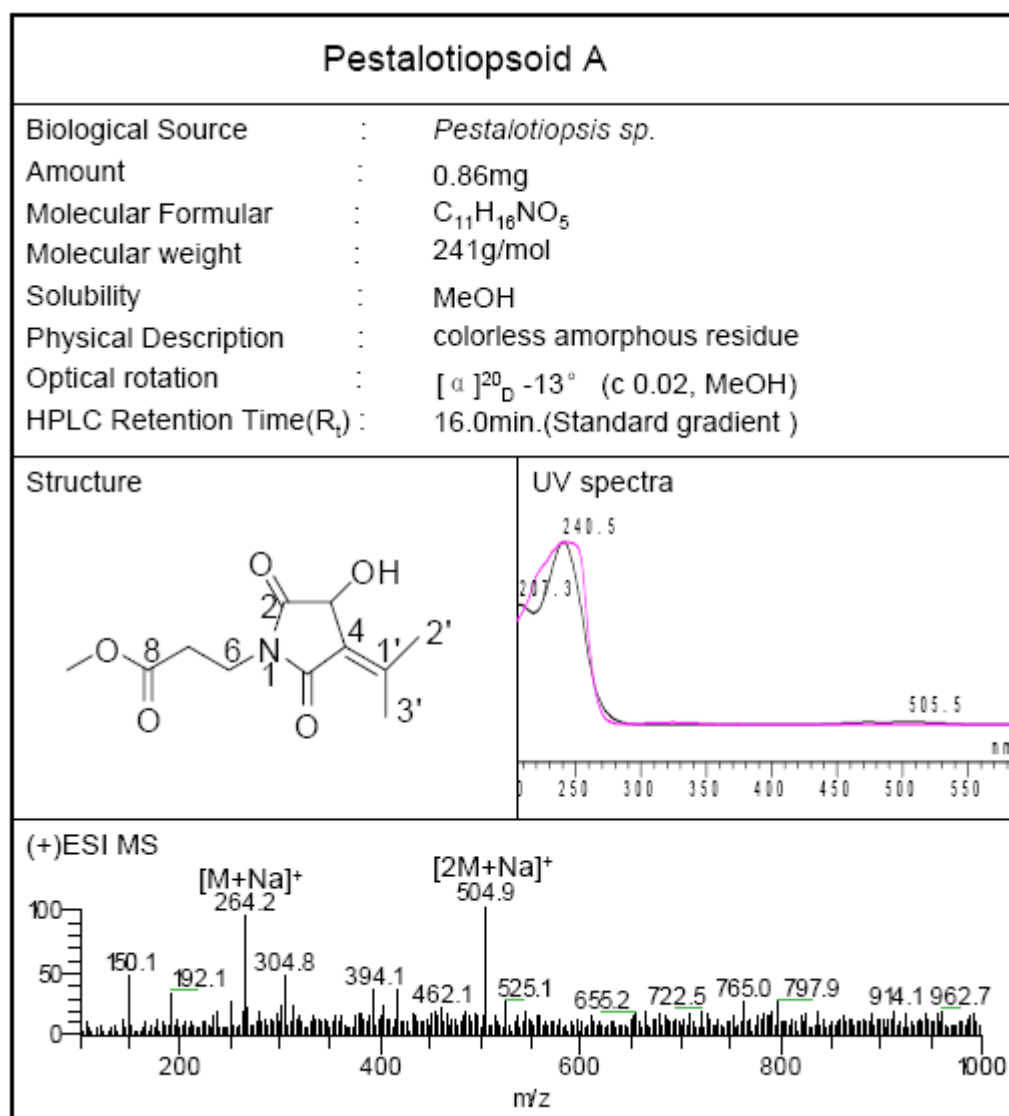 Pestalotiopsoid A
Biological Source : Pestalotiopsis sp.
Amount : 0.86mg
Molecular Formular : C₁₁H₁₆NO₅
Molecular weight : 241g/mol
Solubility : MeOH
Physical Description : colorless amorphous residue
Optical rotation : [α]²⁰D -13° (c 0.02, MeOH)
HPLC Retention Time(Rt) : 16.0min.(Standard gradient )
Structure
O
OH
2
4
1'
2'
8
6
N
1
O
O
O
3'
UV spectra
240.5
207.3
505.5
nm
0 250 300 350 400 450 500 550
(+)ESI MS
[M+Na]⁺
264.2
[2M+Na]⁺
504.9
100
50
0
150.1
192.1
304.8
394.1
462.1
525.1
655.2
722.5
765.0
797.9
914.1
962.7
200 400 600 800 1000
m/z